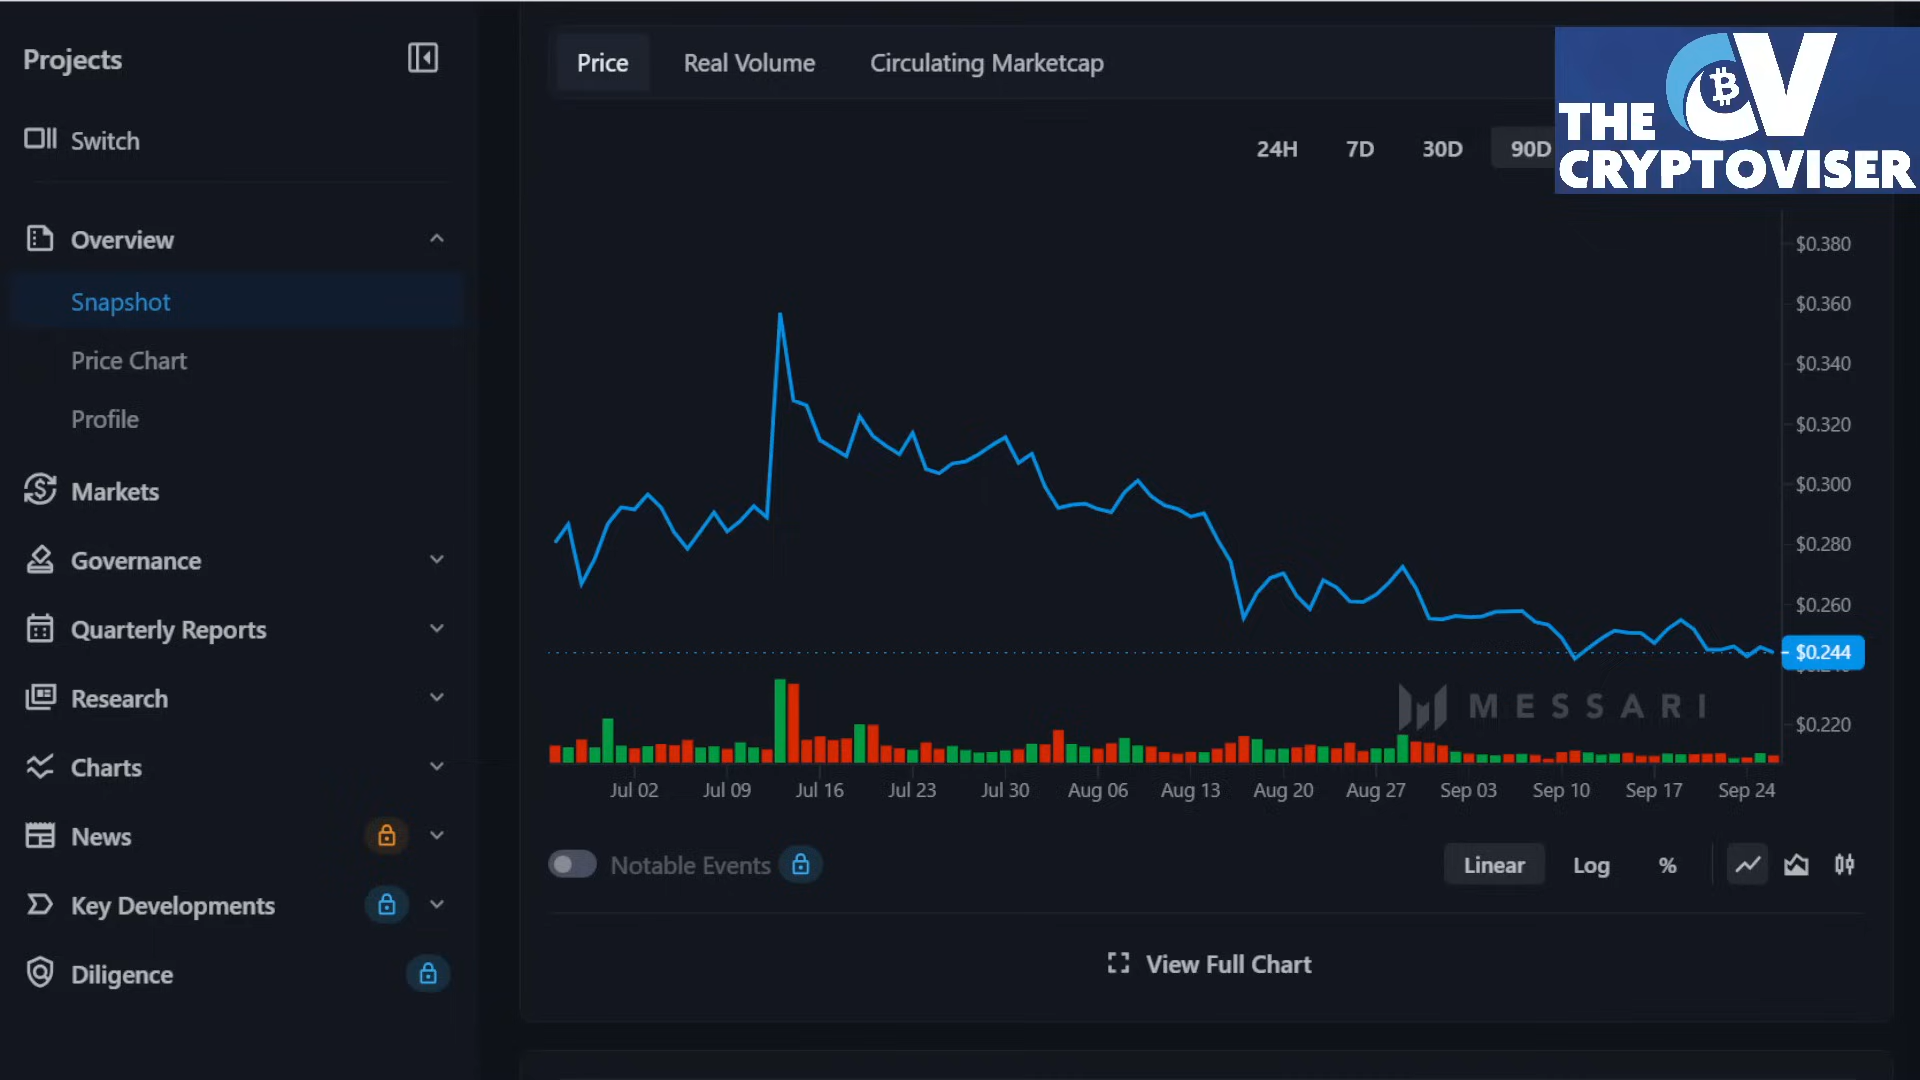 Projects
Switch
Overview
Snapshot
Price Chart
Profile
Markets
Governance
Quarterly Reports
Research
Charts
News
Key Developments
Diligence
Price
Real Volume
Circulating Marketcap
THE CV
CRYPTOVISER
24H
7D
30D
90D
$0.380
$0.360
$0.340
$0.320
$0.300
$0.280
$0.260
$0.244
$0.220
MESSARI
Jul 02
Jul 09
Jul 16
Jul 23
Jul 30
Aug 06
Aug 13
Aug 20
Aug 27
Sep 03
Sep 10
Sep 17
Sep 24
Notable Events
Linear
Log
%
View Full Chart